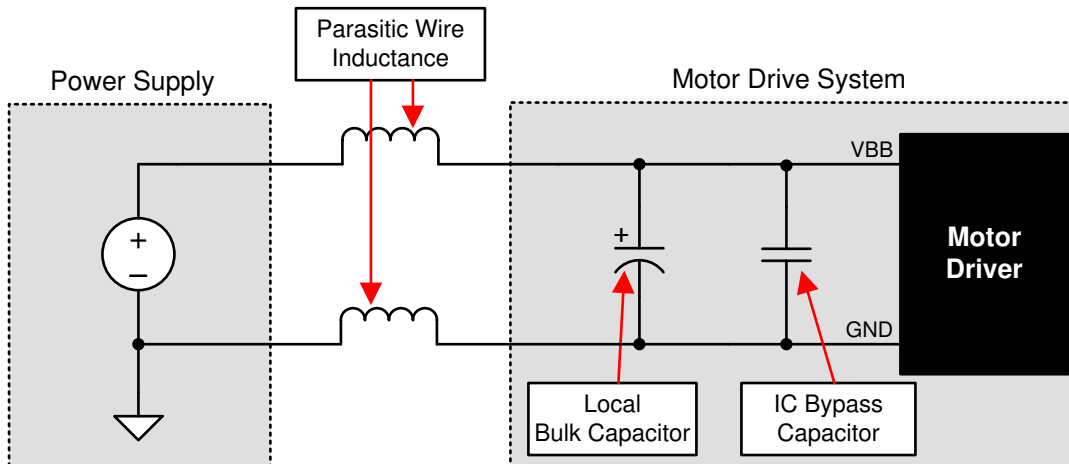 Parasitic Wire
Inductance
Power Supply
Motor Drive System
VBB
+
–
+
Motor
Driver
GND
Local
Bulk Capacitor
IC Bypass
Capacitor